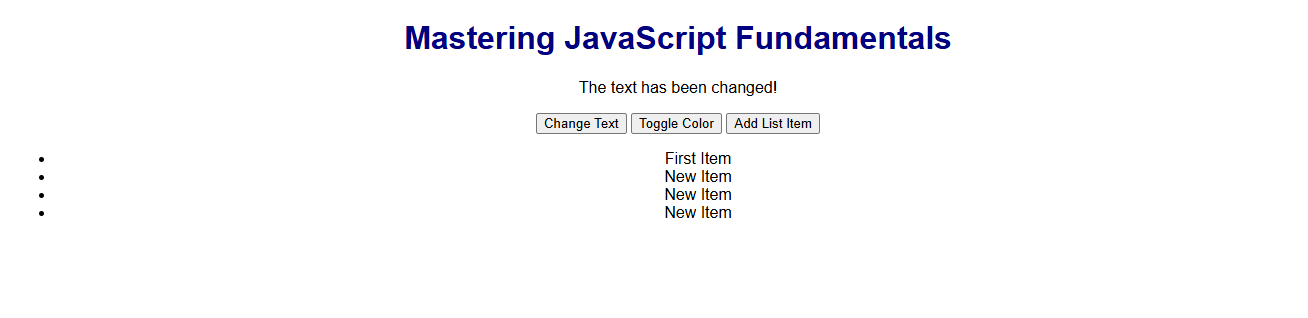 Mastering JavaScript Fundamentals
The text has been changed!
Change Text Toggle Color Add List Item
First Item
New Item
New Item
New Item